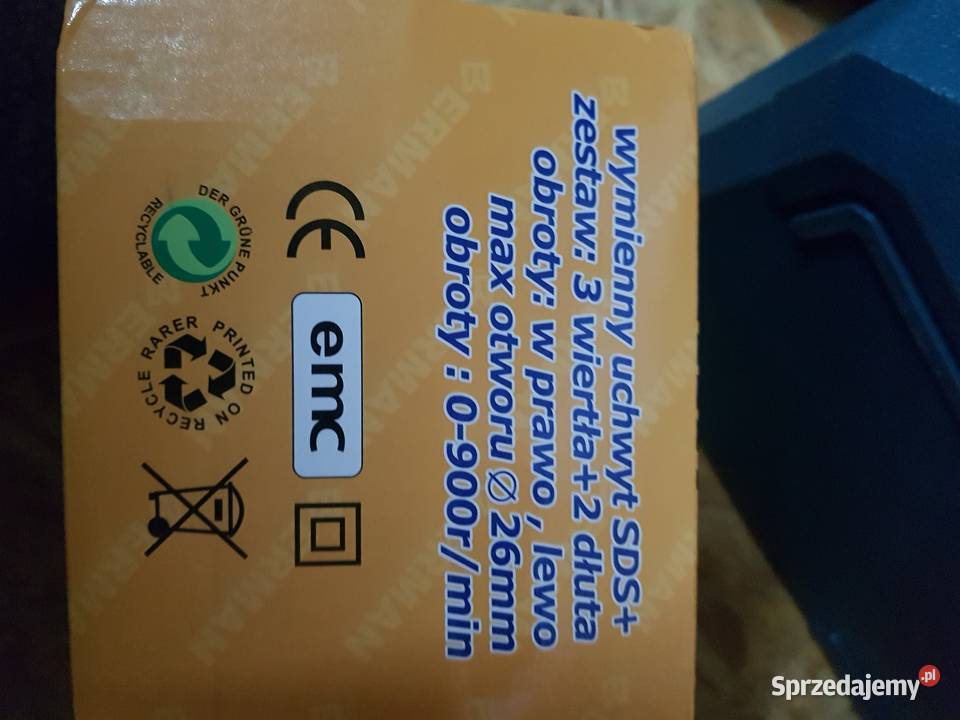 wymienny uchwyt SDS+
zestaw: 3 wiertła+2 dłuta
obroty: w prawo , lewo
max otworu Ø 26mm
obroty : 0-900r/min
CE
emc
DER GRÜNE PUNKT
RECYCLABLE
PRINTED ON RECYCLE RARER
BERMAN
Sprzedajemy.pl